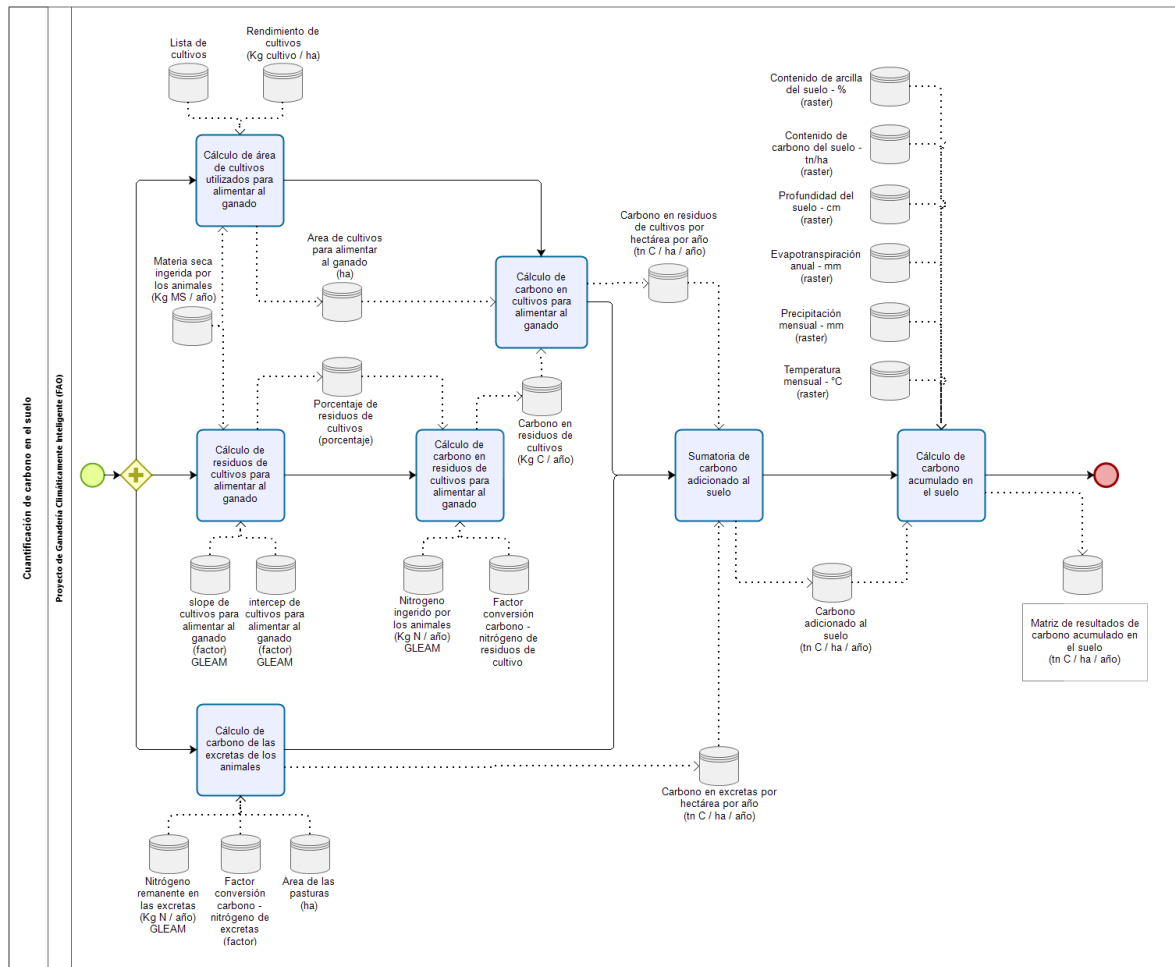 Cuantificación de carbono en el suelo
Proyecto de Ganadería Climáticamente Inteligente (FAO)
Lista de
cultivos
Rendimiento de
cultivos
(Kg cultivo / ha)
Cálculo de área
de cultivos
utilizados para
alimentar al
ganado
Materia seca
ingerida por
los animales
(Kg MS / año)
Area de cultivos
para alimentar
al ganado
(ha)
Cálculo de
carbono en
cultivos para
alimentar al
ganado
Carbono en residuos
de cultivos por
hectárea por año
(tn C / ha / año)
Contenido de arcilla
del suelo - %
(raster)
Contenido de
carbono del suelo -
tn/ha
(raster)
Profundidad del
suelo - cm
(raster)
Evapotranspiración
anual - mm
(raster)
Precipitación
mensual - mm
(raster)
Temperatura
mensual - °C
(raster)
Porcentaje de
residuos de
cultivos
(porcentaje)
Carbono en
residuos de
cultivos
(Kg C / año)
Cálculo de
residuos de
cultivos para
alimentar al
ganado
Cálculo de
carbono en
residuos de
cultivos para
alimentar al
ganado
Sumatoria de
carbono
adicionado al
suelo
Cálculo de
carbono
acumulado en
el suelo
slope de
cultivos para
alimentar al
ganado
(factor)
GLEAM
intercep de
cultivos para
alimentar al
ganado
(factor)
GLEAM
Nitrogeno
ingerido por
los animales
(Kg N / año)
GLEAM
Factor
conversión
carbono -
nitrógeno de
residuos de
cultivo
Carbono
adicionado al
suelo
(tn C / ha / año)
Matriz de resultados de
carbono acumulado en
el suelo
(tn C / ha / año)
Cálculo de
carbono de las
excretas de los
animales
Carbono en excretas por
hectárea por año
(tn C / ha / año)
Nitrógeno
remanente en
las excretas
(Kg N / año)
GLEAM
Factor
conversión
carbono -
nitrógeno de
excretas
(factor)
Área de las
pasturas
(ha)